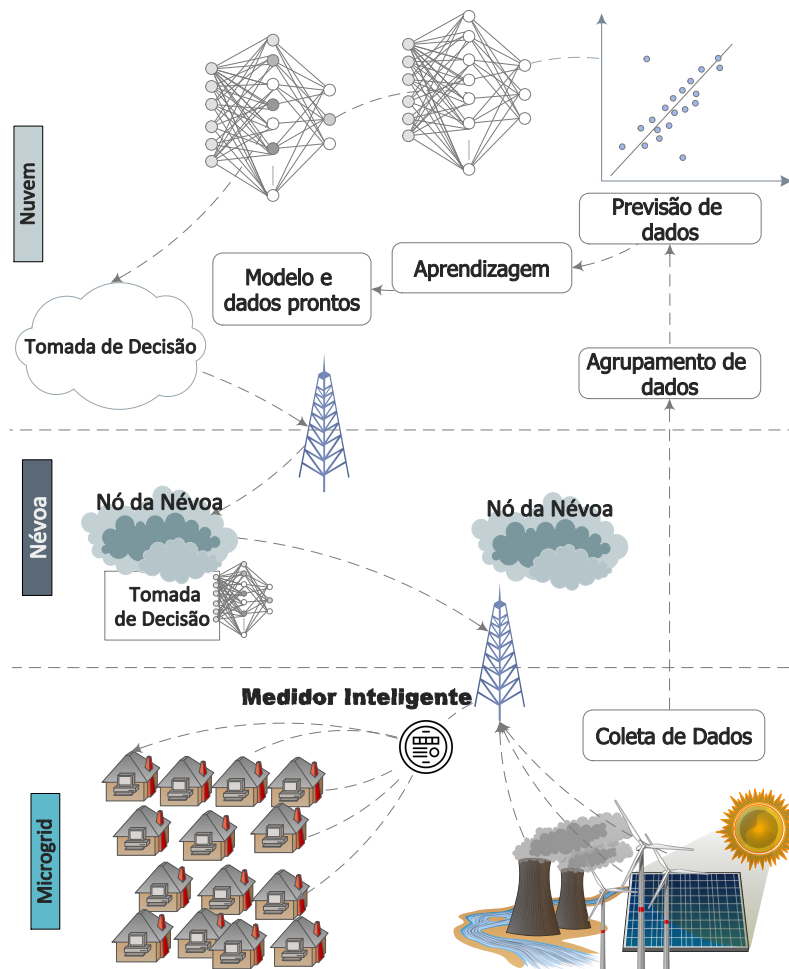 Nuvem
Previsão de
dados
Aprendizagem
Modelo e
dados prontos
Tomada de Decisão
Agrupamento de
dados
Névoa
Nó da Névoa
Nó da Névoa
Tomada
de Decisão
Medidor Inteligente
Coleta de Dados
Microgrid